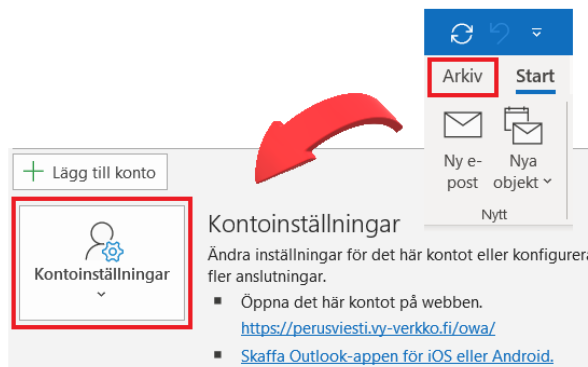 Arkiv Start
Ny e-
post
Nya
objekt
Nytt
Lägg till konto
Kontoinställningar
Kontoinställningar
Ändra inställningar för det här kontot eller konfigurera
fler anslutningar.
Öppna det här kontot på webben.
https://perusviesti.vy-verkko.fi/owa/
Skaffa Outlook-appen för iOS eller Android.